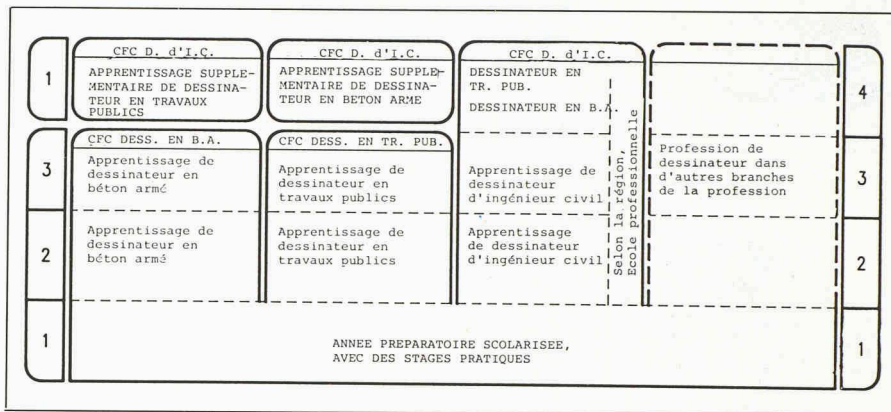 1
3
2
1
CFC D. d'I.C.
APPRENTISSAGE SUPPLE-
MENTAIRE DE DESSINA-
TEUR EN TRAVAUX
PUBLICS
CFC DESS. EN B.A.
Apprentissage de
dessinateur en
béton armé
Apprentissage de
dessinateur en
béton armé
CFC D. d'I.C.
APPRENTISSAGE SUPPLE-
MENTAIRE DE DESSINA-
TEUR EN BETON ARME
CFC DESS. EN TR. PUB.
Apprentissage de
dessinateur en
travaux publics
Apprentissage de
dessinateur en
travaux publics
CFC D. d'I.C.
DESSINATEUR EN
TR. PUB.
DESSINATEUR EN B.A.
Apprentissage de
dessinateur
d'ingénieur civil
Apprentissage
de dessinateur
d'ingénieur civil
Selon la région,
Ecole professionnelle
Profession de
dessinateur dans
d'autres branches
de la profession
4
3
2
1
ANNEE PREPARATOIRE SCOLARISEE,
AVEC DES STAGES PRATIQUES